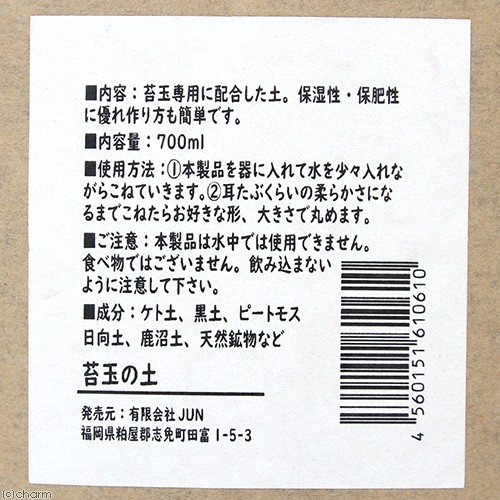 ■内容：苔玉専用に配合した土。保湿性・保肥性
に優れ作り方も簡単です。
■内容量：700ml
■使用方法：①本製品を器に入れて水を少々入れな
がらこねていきます。②耳たぶくらいの柔らかさにな
るまでこねたらお好きな形、大きさで丸めます。
■ご注意：本製品は水中では使用できません。
食べ物ではございません。飲み込まない
ように注意して下さい。
■成分：ケト土、黒土、ピートモス
日向土、鹿沼土、天然鉱物など
苔玉の土
発売元：有限会社JUN
福岡県粕屋郡志免町田富1-5-3
4560151610610
(c)charm